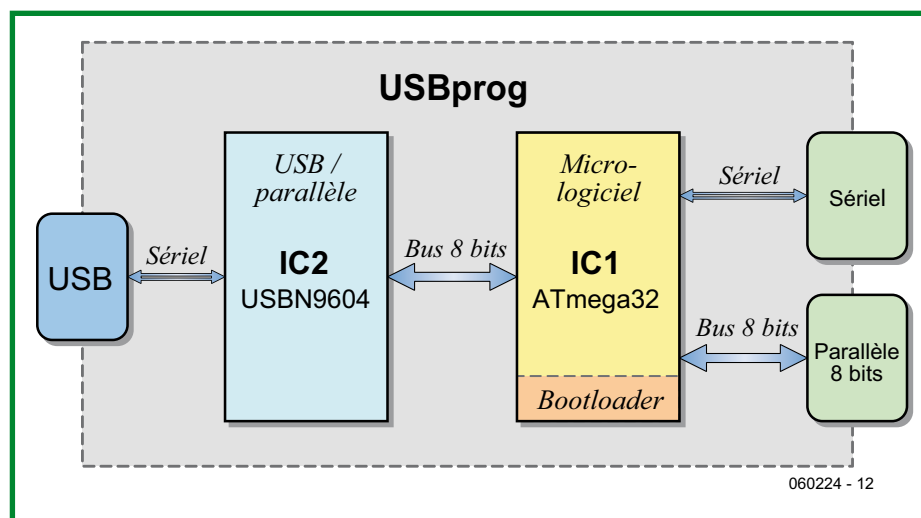 USBprog
USB /
parallèle
IC2
USBN9604
Micro-
logiciel
IC1
ATmega32
Bootloader
USB
Sériel
Bus 8 bits
Sériel
Sériel
Bus 8 bits
Parallèle
8 bits
060224 - 12